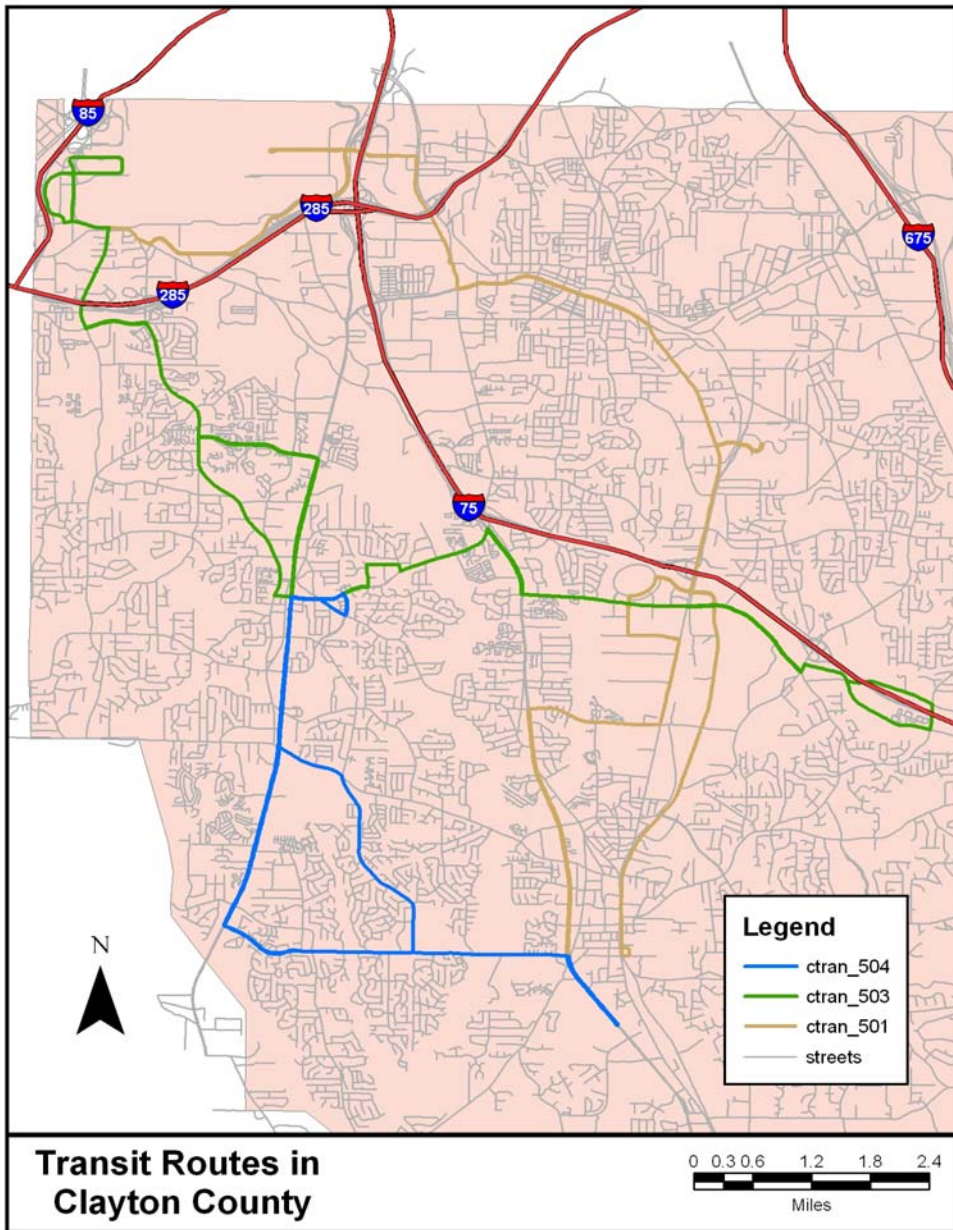 85
285
675
285
75
N
Legend
ctran_504
ctran_503
ctran_501
streets
Transit Routes in
Clayton County
0 0.3 0.6 1.2 1.8 2.4
Miles